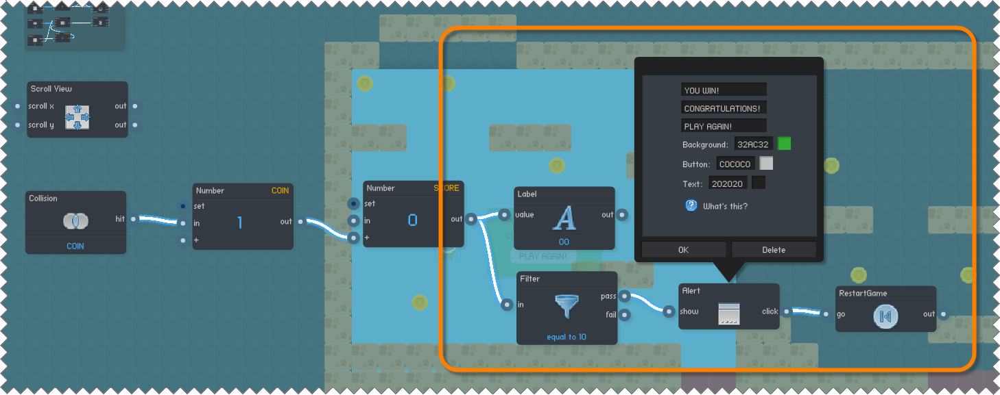 Scroll View
scroll x
out
scroll y
out
Collision
hit
COIN
Number
COIN
set
in
1
out
+
Number
SCORE
set
in
0
out
+
Label
value
out
00
PLAY AGAIN!
Filter
pass
in
fail
equal to 10
YOU WIN!
CONGRATULATIONS!
PLAY AGAIN!
Background:
32AC32
Button:
C0C0C0
Text:
202020
What's this?
OK
Delete
Alert
show
click
RestartGame
go
out